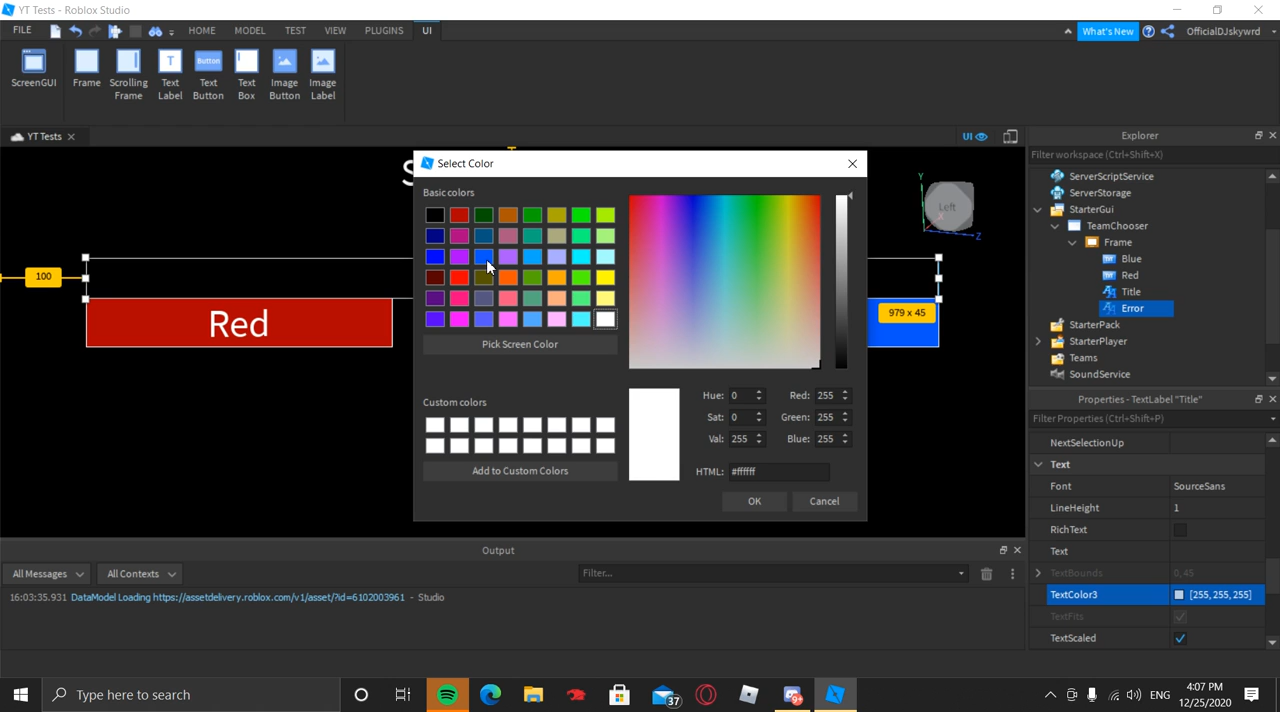 YT Tests - Roblox Studio
FILE HOME MODEL TEST VIEW PLUGINS UI What's New OfficialDJskywrd
ScreenGUI Frame Scrolling Frame Text Label Text Button Text Box Image Button Image Label
Button
YT Tests UI
S
100
Red
979 x 45
Left
Y
X
Z
Select Color
Basic colors
Pick Screen Color
Custom colors
Add to Custom Colors
Hue: 0 Red: 255
Sat: 0 Green: 255
Val: 255 Blue: 255
HTML: #ffffff
OK Cancel
Explorer
Filter workspace (Ctrl+Shift+X)
ServerScriptService
ServerStorage
StarterGui
TeamChooser
Frame
Blue
Red
Title
Error
StarterPack
StarterPlayer
Teams
SoundService
Properties - TextLabel "Title"
Filter Properties (Ctrl+Shift+P)
NextSelectionUp
Text
Font SourceSans
LineHeight 1
RichText
Text
TextBounds 0, 45
TextColor3 [255, 255, 255]
TextFits
TextScaled
Output
All Messages All Contexts Filter...
16:03:35.931 DataModel Loading https://assetdelivery.roblox.com/v1/asset/?id=6102003961 - Studio
Type here to search
37
9+
ENG
4:07 PM
12/25/2020